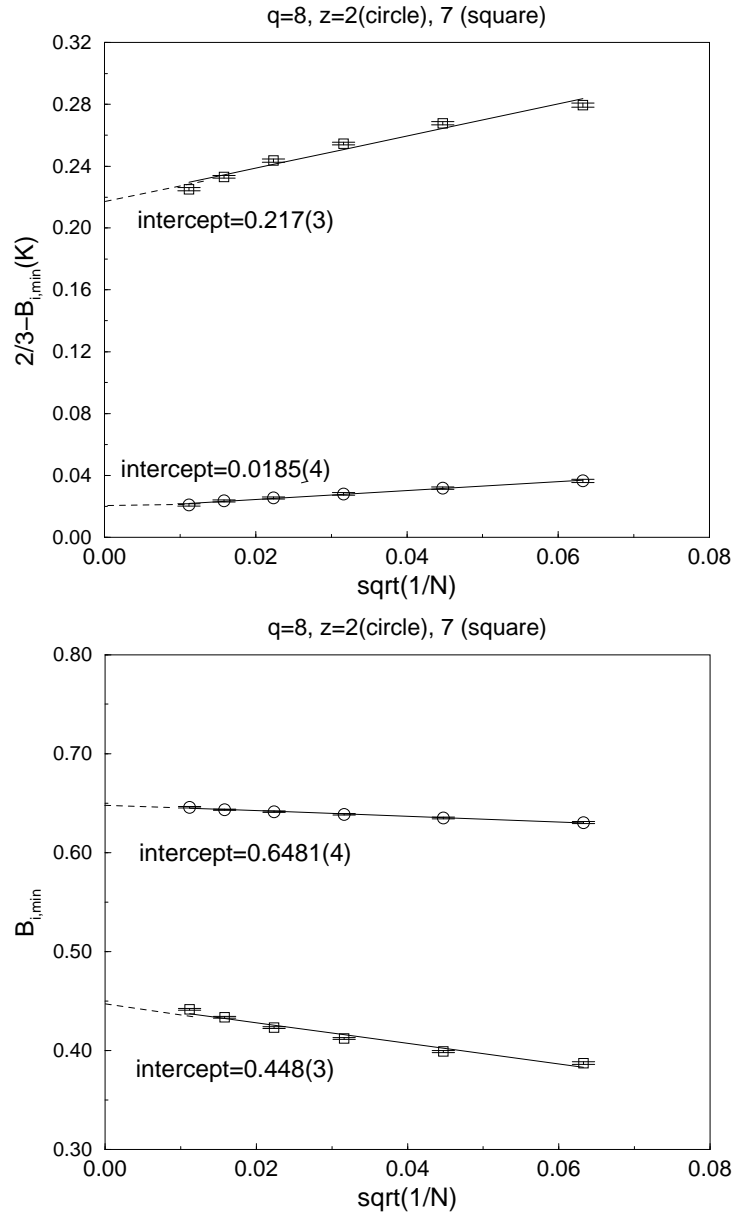 q=8, z=2(circle), 7 (square)
0.32
0.28
0.24
0.20
0.16
0.12
0.08
0.04
0.00
2/3−B_{i,min}(K)
intercept=0.217(3)
intercept=0.0185(4)
0.00 0.02 0.04 0.06 0.08
sqrt(1/N)
q=8, z=2(circle), 7 (square)
0.80
0.70
0.60
0.50
0.40
0.30
B_{i,min}
intercept=0.6481(4)
intercept=0.448(3)
0.00 0.02 0.04 0.06 0.08
sqrt(1/N)